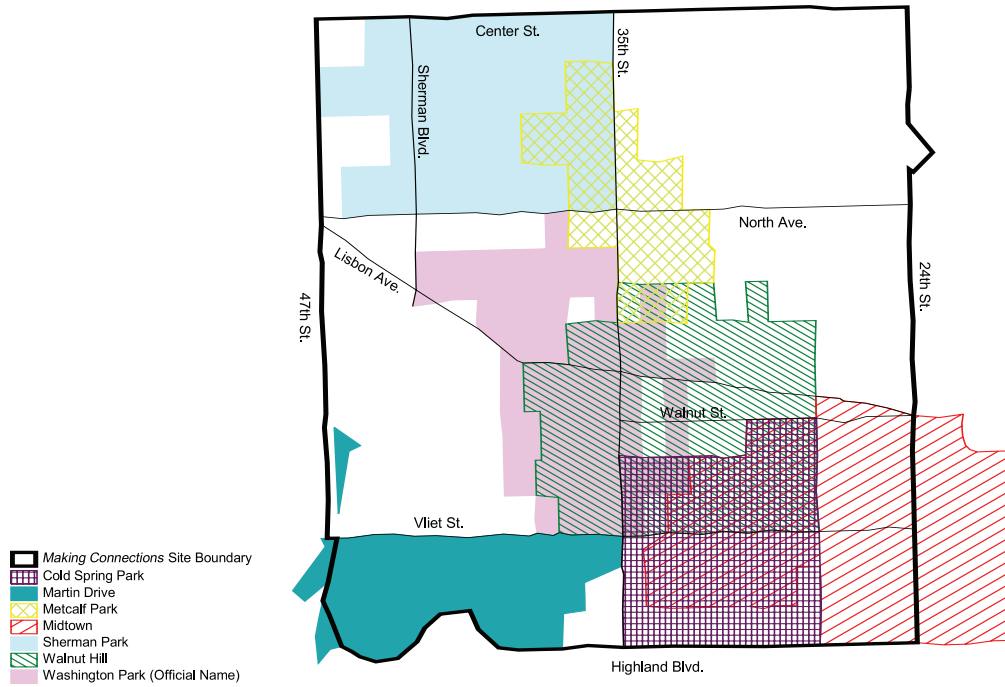 Center St.
35th St.
Sherman Blvd.
North Ave.
Lisbon Ave.
24th St.
47th St.
Walnut St.
Vliet St.
Making Connections Site Boundary
Cold Spring Park
Martin Drive
Metcalf Park
Midtown
Sherman Park
Walnut Hill
Washington Park (Official Name)
Highland Blvd.